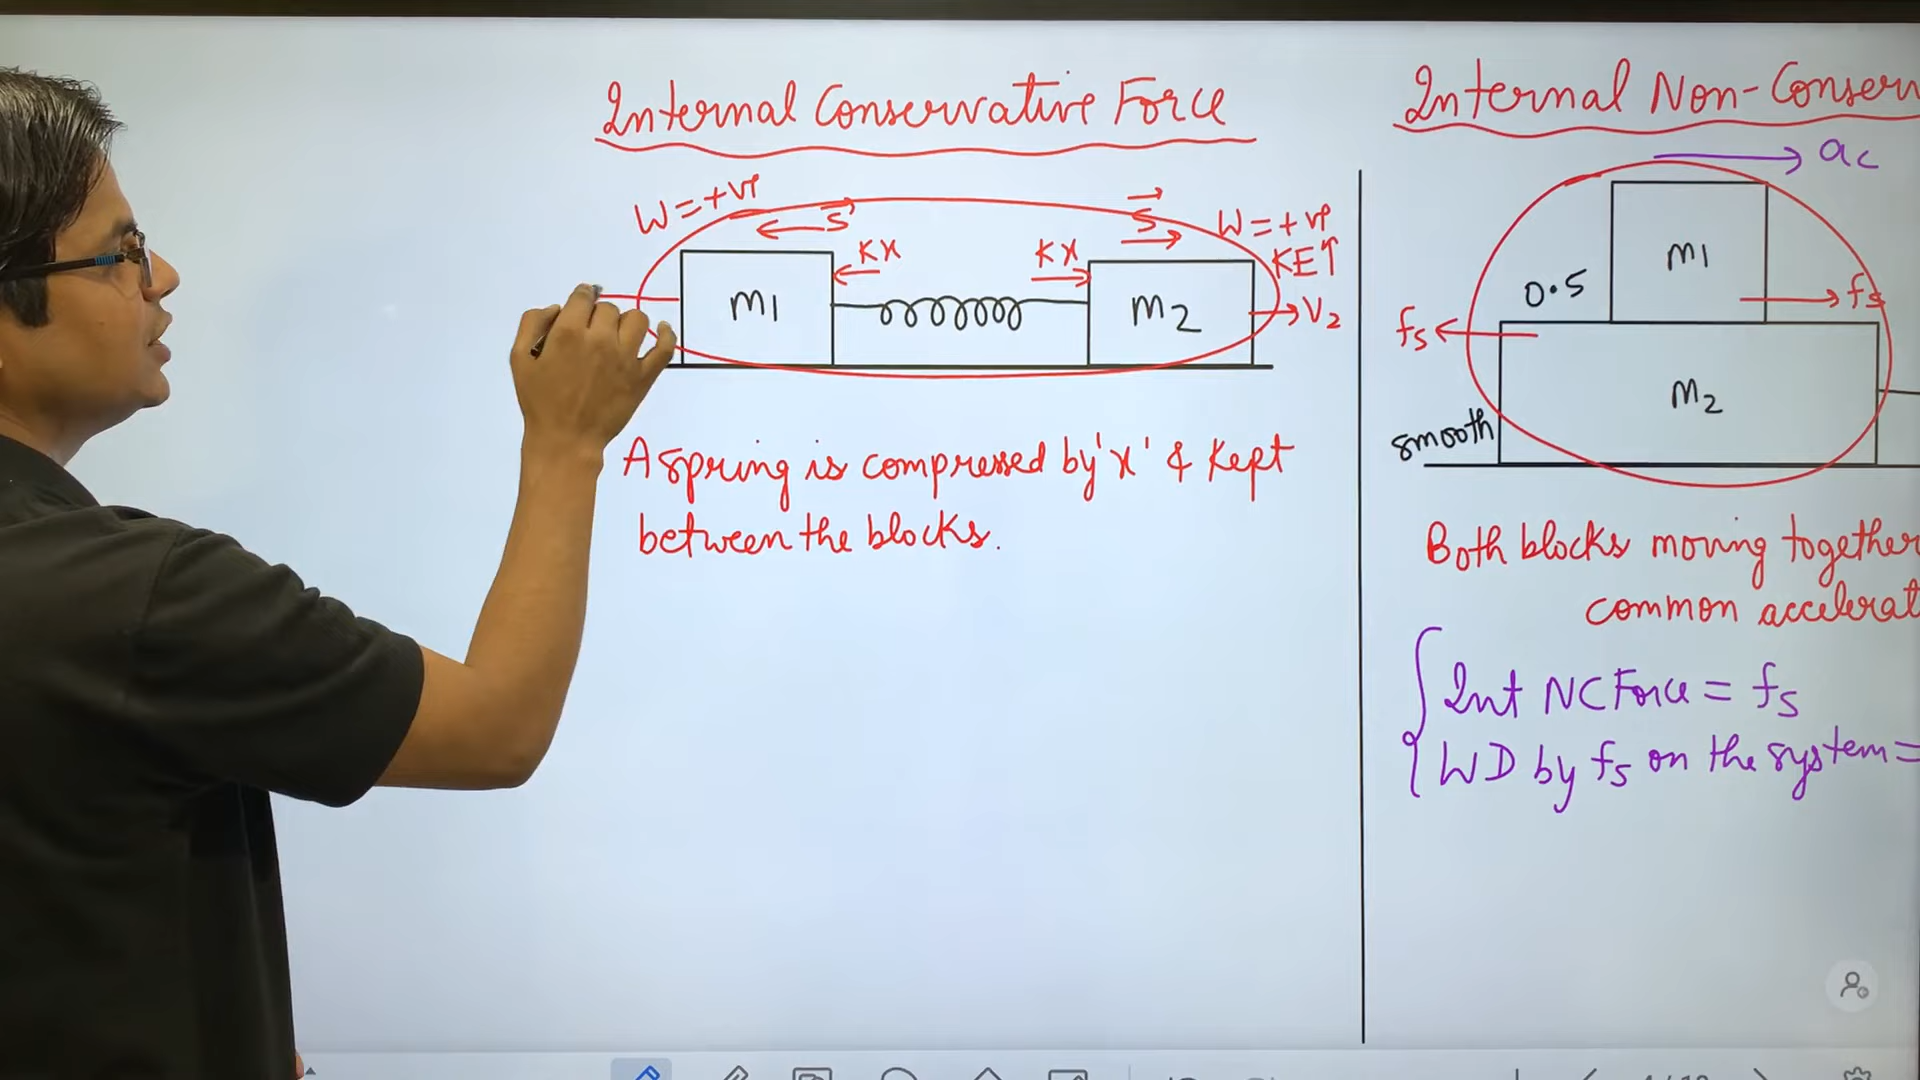 Internal Conservative Force
W = +ve
S
S
W = +ve
KE↑
Kx
Kx
m1
m2
V2
A spring is compressed by 'x' & kept
between the blocks.
Internal Non-Conserv
ac
m1
0.5
fs
fs
m2
smooth
Both blocks moving together
common accelerat
Int NC Force = fs
WD by fs on the system =